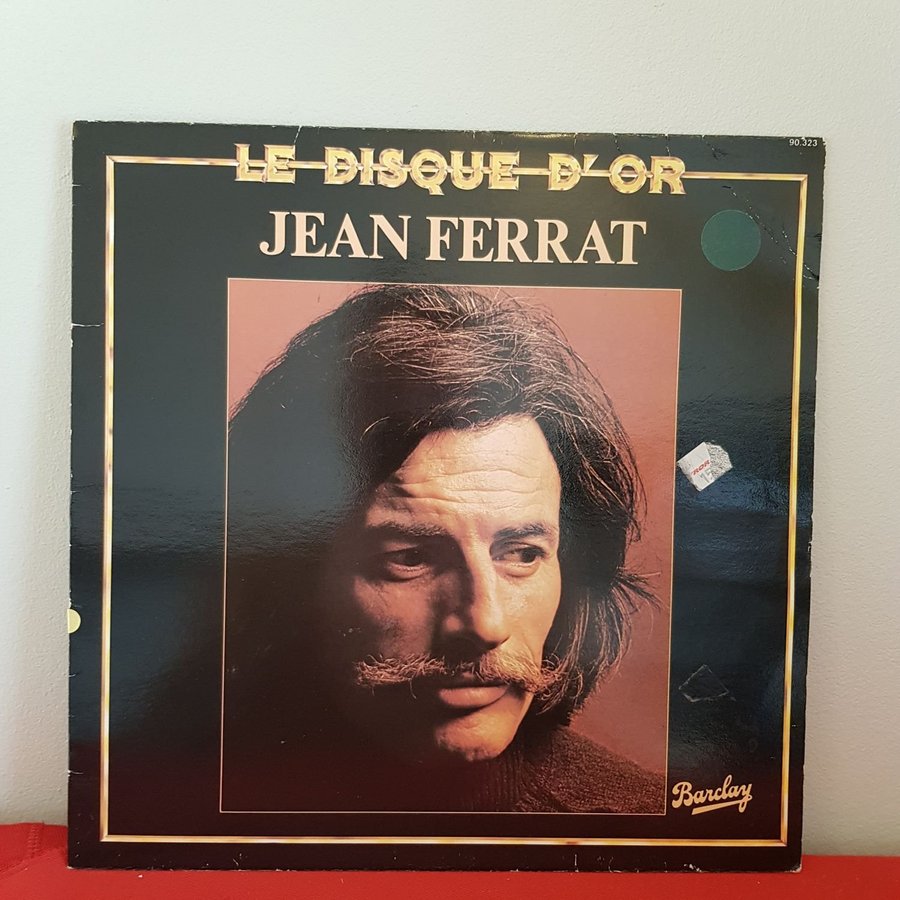 90.323
LE DISQUE D'OR
JEAN FERRAT
Barclay